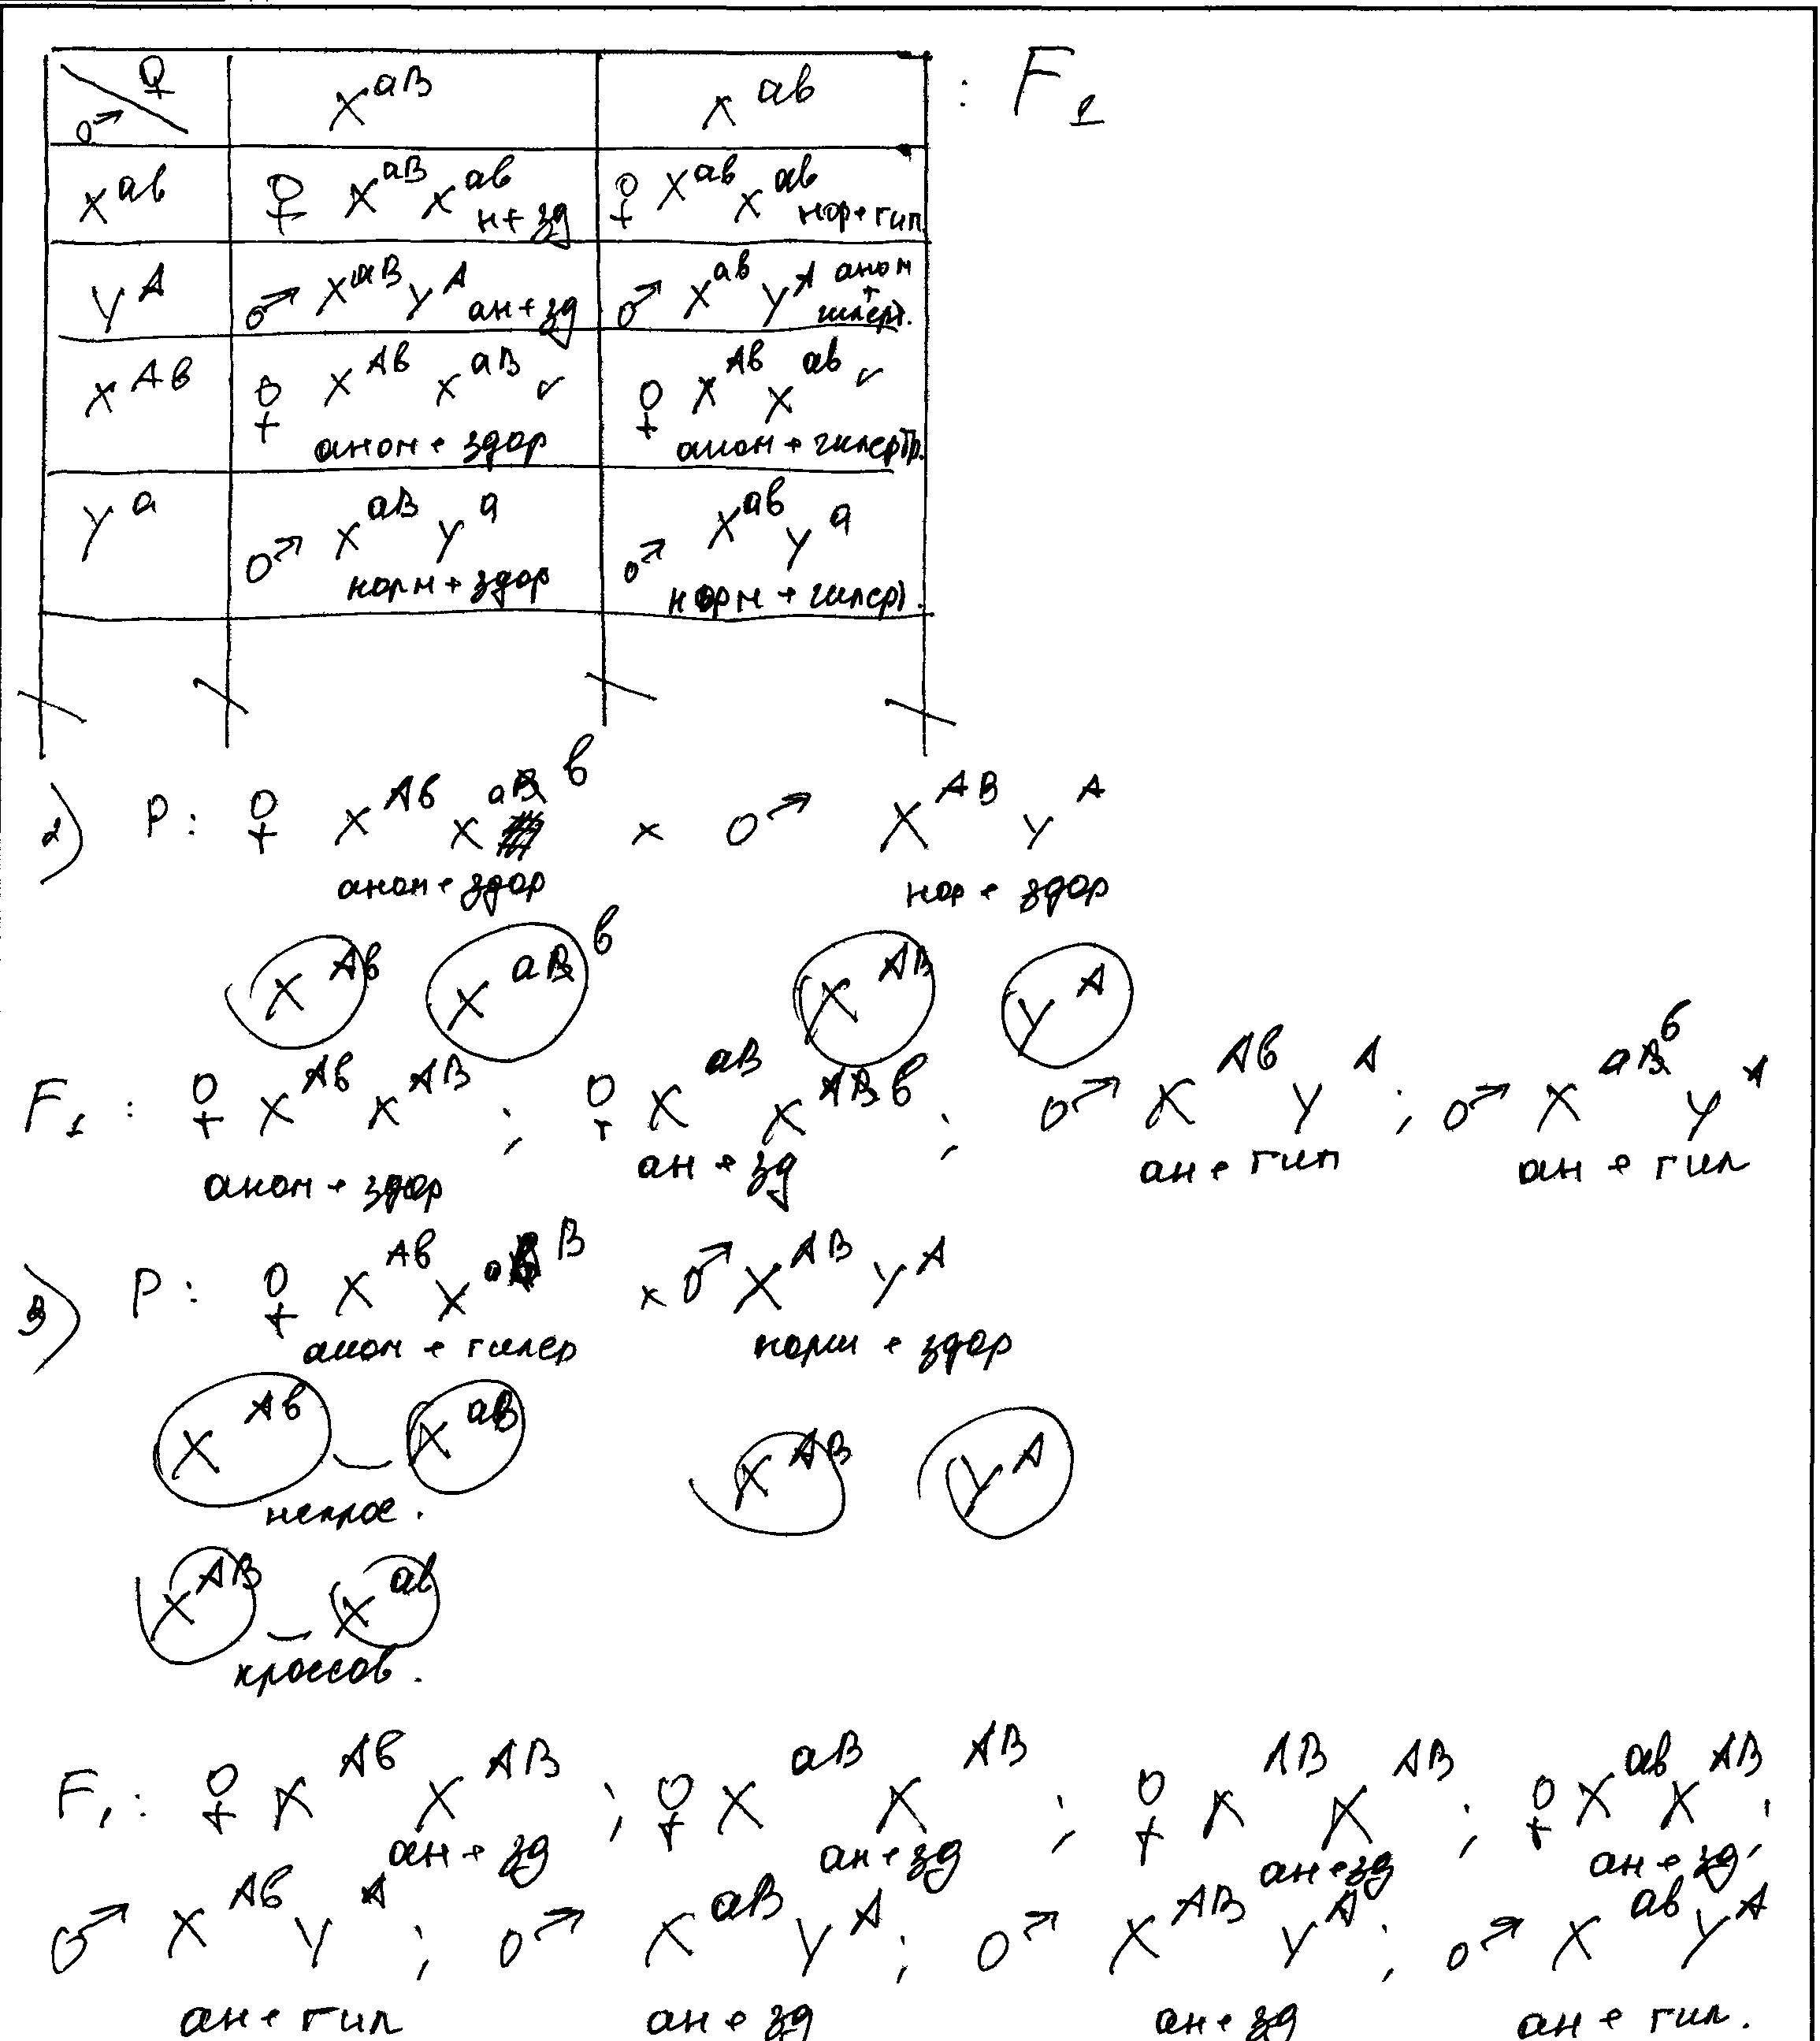 ♀ X^aB X^ab : F1
♂
X^ab ♀ X^aB X^ab н+зд ♀ X^ab X^ab нор+гип
Y^A ♂ X^aB Y^A ан+зд ♂ X^ab Y^A аном + гиперт.
X^Ab ♀ X^Ab X^aB ✓ аном + здор ♀ X^Ab X^ab ✓ аном + гипертр.
Y^a ♂ X^aB Y^a норм + здор ♂ X^ab Y^a норм + гиперт.
2) P: ♀ X^Ab X^ab × ♂ X^AB Y^A
аном + здор нор + здор
X^Ab X^ab X^AB Y^A
F1: ♀ X^Ab X^AB ; ♀ X^aB X^ABb ; ♂ X^Ab Y^A ; ♂ X^ab Y^A
аном + здор ан + зд ан + гип ан + гип
3) P: ♀ X^Ab X^aB × ♂ X^AB Y^A
аном + гипер норм + здор
X^Ab X^aB X^AB Y^A
некрос.
X^AB X^ab
кроссов.
F1: ♀ X^Ab X^AB ; ♀ X^aB X^AB ; ♀ X^AB X^AB ; ♀ X^ab X^AB ;
ан + зд ан + зд ан + зд ан + зд
♂ X^Ab Y^A ; ♂ X^aB Y^A ; ♂ X^AB Y^A ; ♂ X^ab Y^A
ан + гип ан + зд ан + зд ан + гип.